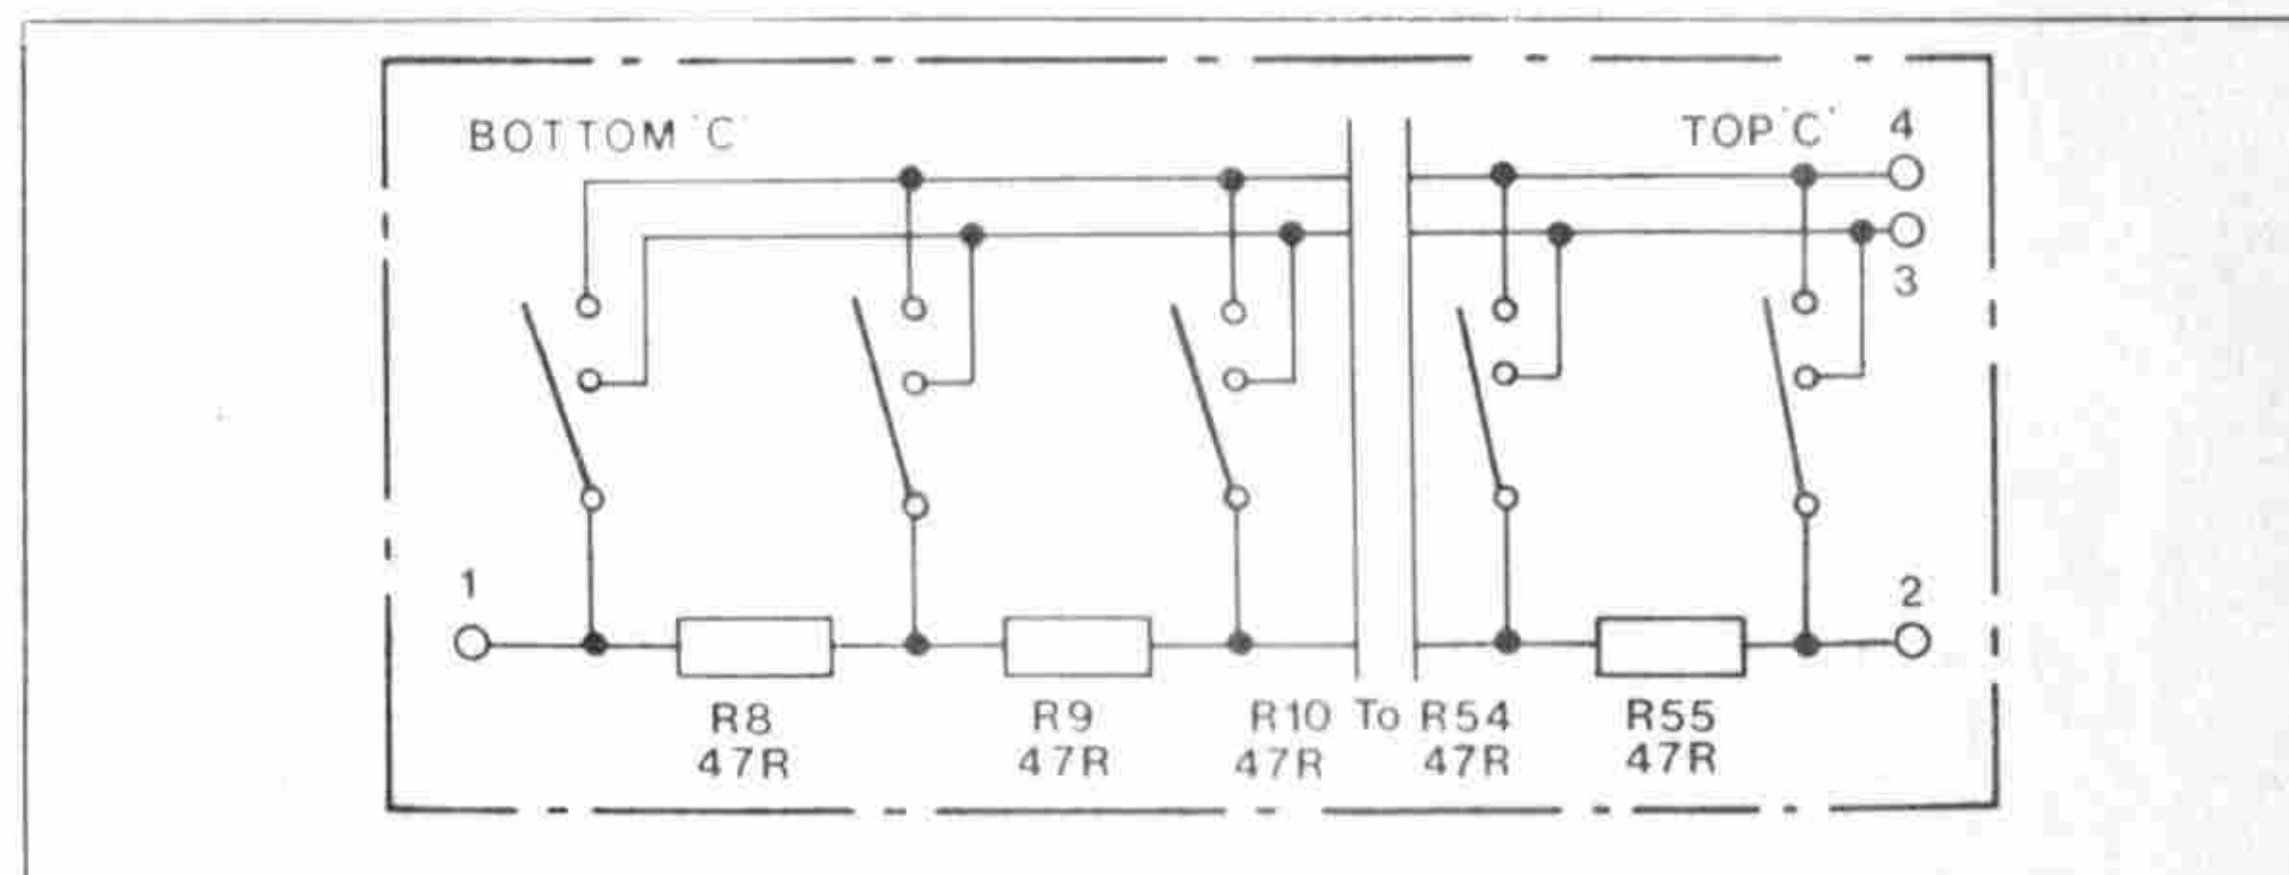 BOTTOM 'C'
TOP 'C'
4
3
1
2
R8
47R
R9
47R
R10 To R54
47R 47R
R55
47R